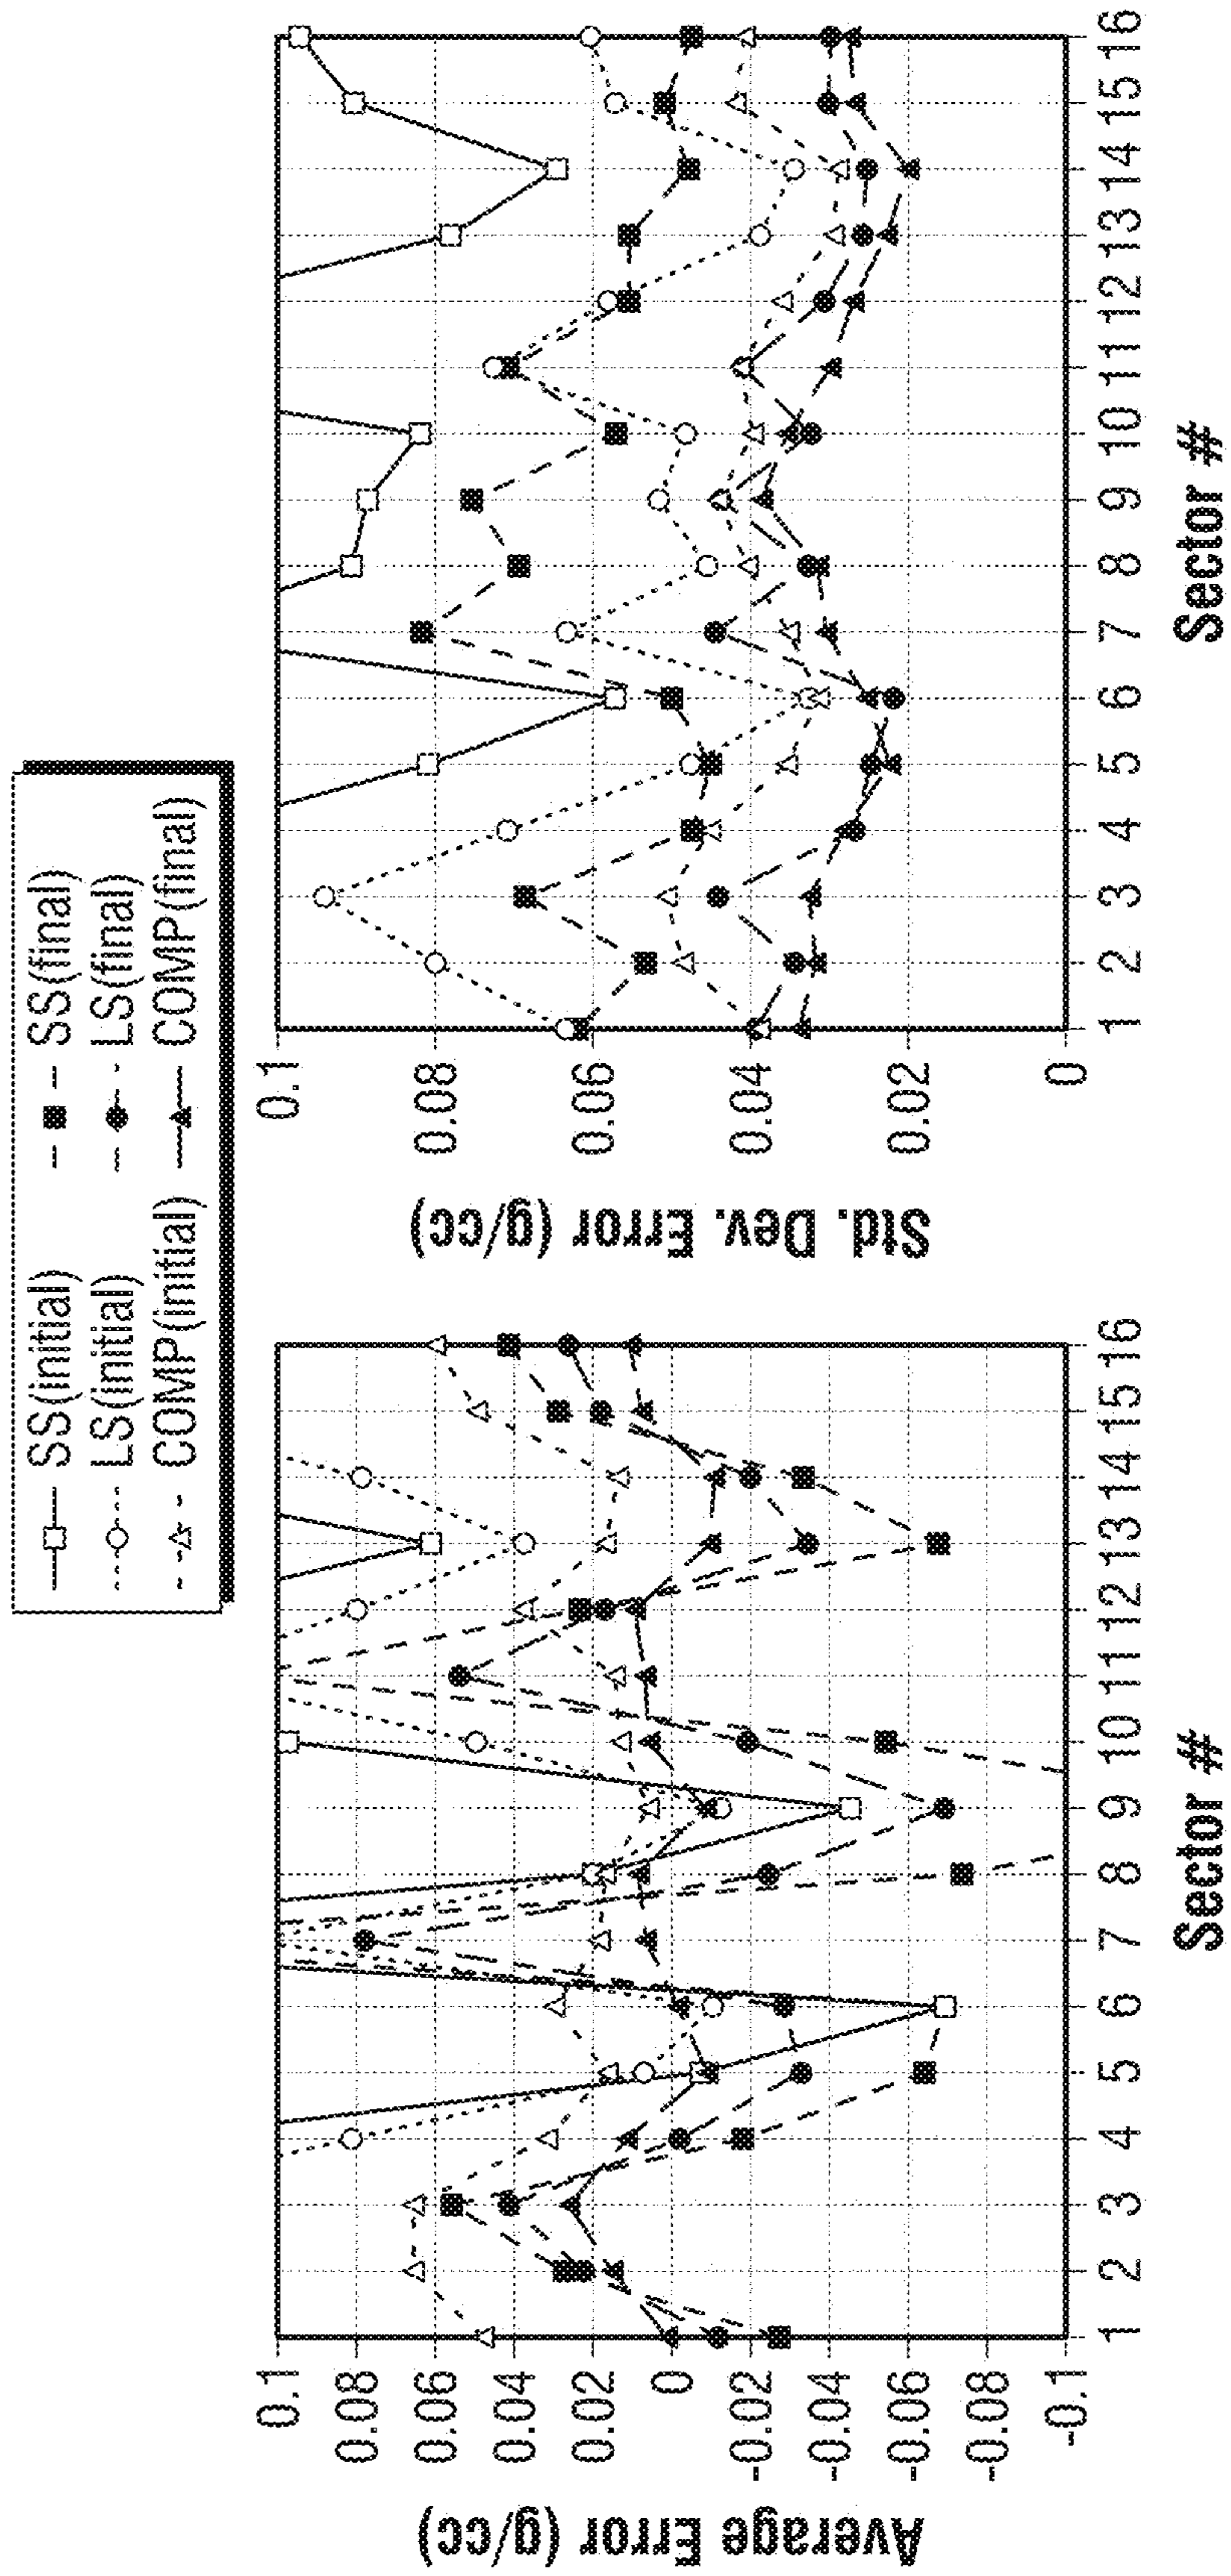 SS(initial) SS(final)
LS(initial) LS(final)
COMP(initial) COMP(final)
Average Error (g/cc)
0.1
0.08
0.06
0.04
0.02
0
-0.02
-0.04
-0.06
-0.08
-0.1
1 2 3 4 5 6 7 8 9 10 11 12 13 14 15 16
Sector #
Std. Dev. Error (g/cc)
0.1
0.08
0.06
0.04
0.02
0
1 2 3 4 5 6 7 8 9 10 11 12 13 14 15 16
Sector #